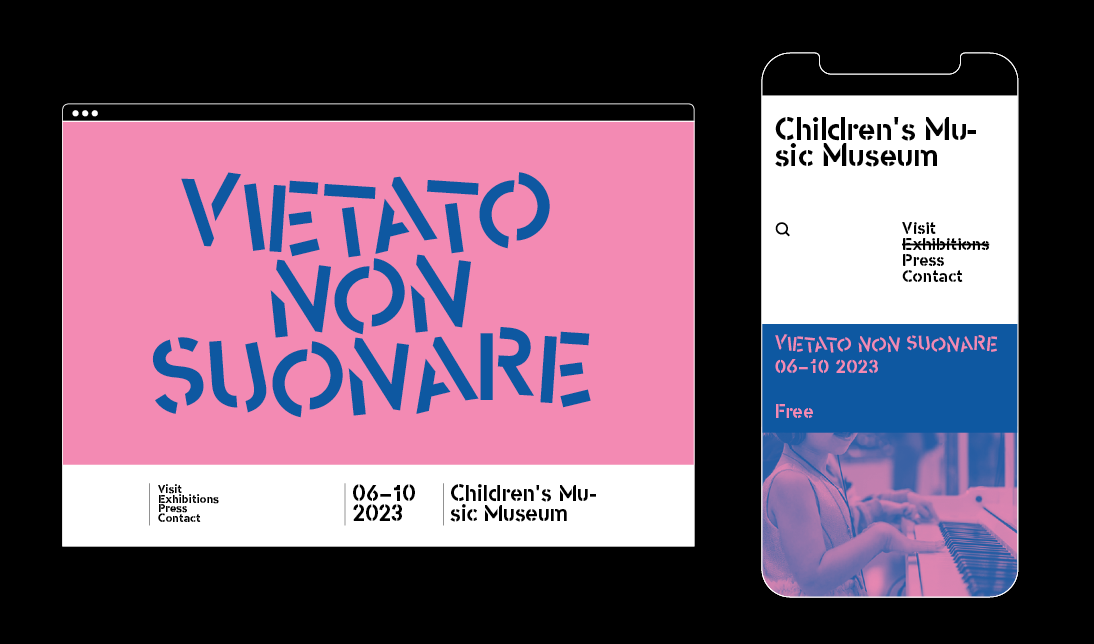 VIETATO
NON
SUONARE
Visit
Exhibitions
Press
Contact
06–10
2023
Children's Mu-
sic Museum
Children's Mu-
sic Museum
Visit
Exhibitions
Press
Contact
VIETATO NON SUONARE
06–10 2023
Free